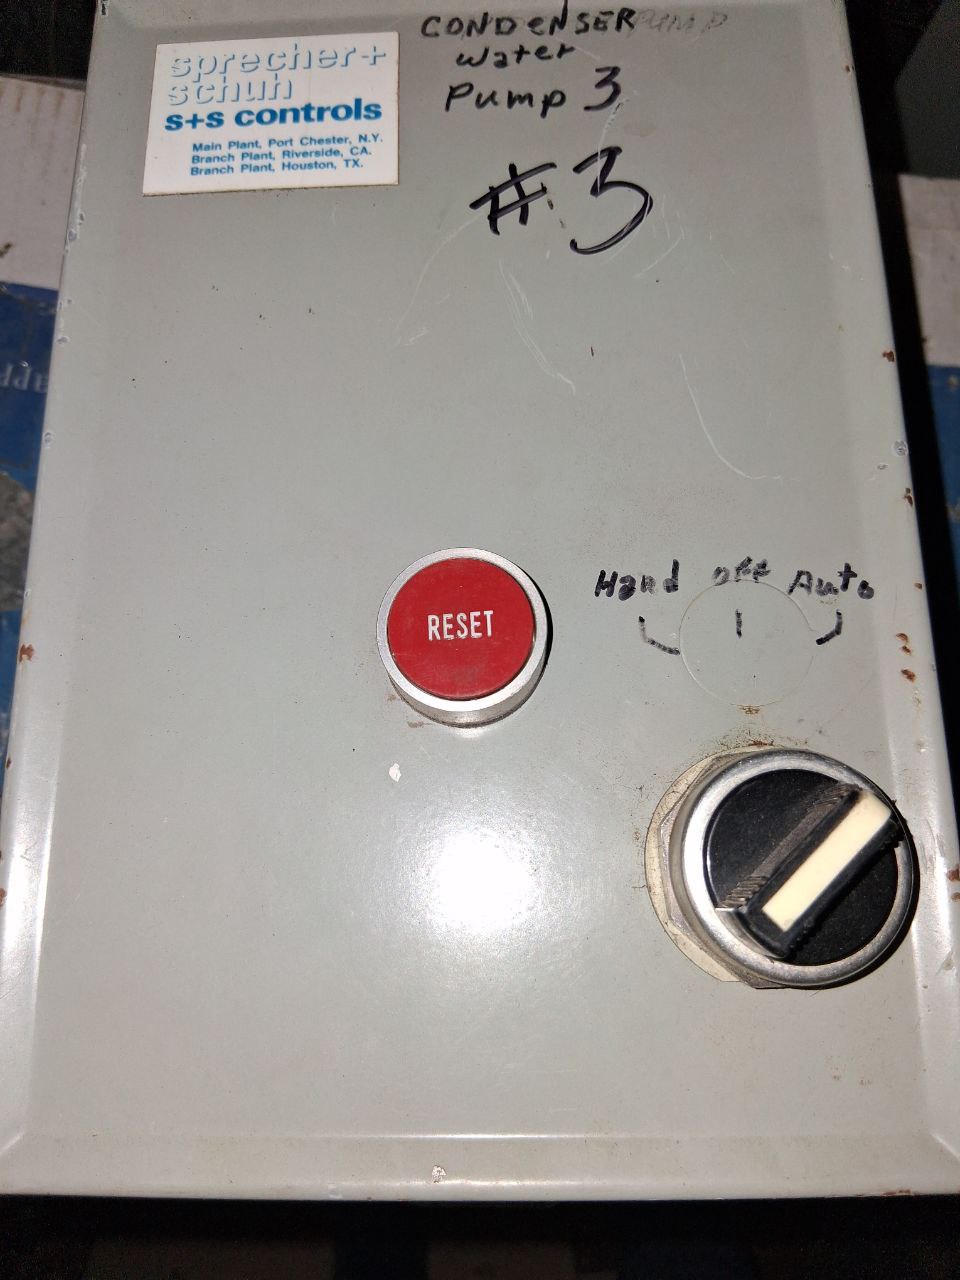 CONDENSER PUMP
Water
Pump 3
#3
sprecher+
schuh
s+s controls
Main Plant, Port Chester, N.Y.
Branch Plant, Riverside, CA.
Branch Plant, Houston, TX.
Hand off Auto
RESET